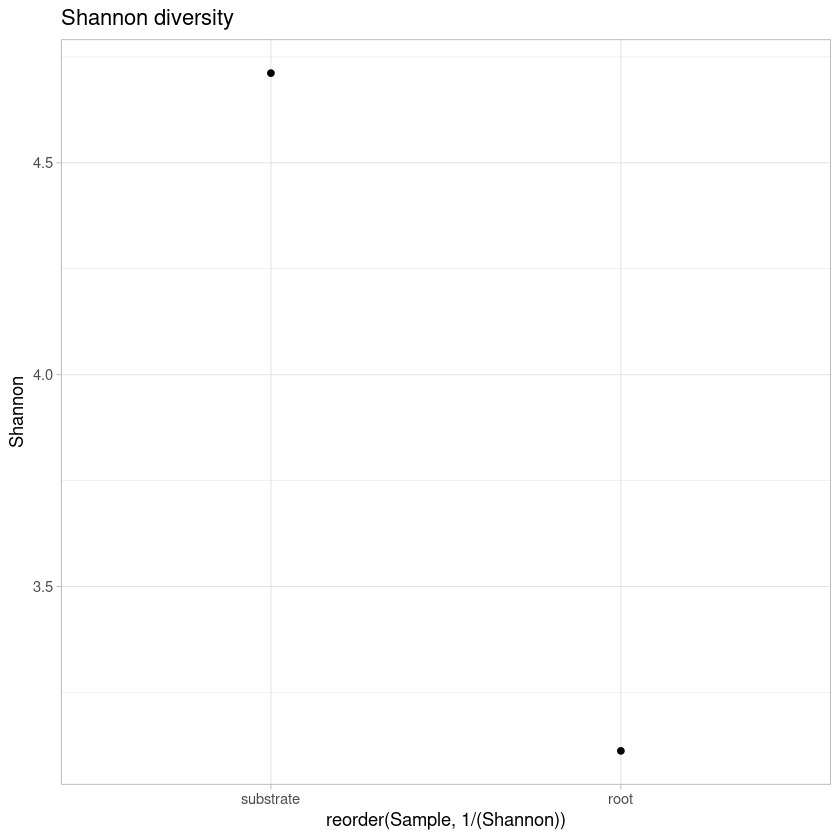 Shannon diversity
Shannon
4.5
4.0
3.5
substrate root
reorder(Sample, 1/(Shannon))